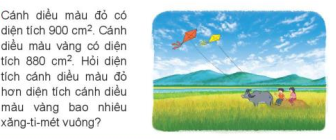 Cánh diều màu đỏ có
diện tích 900 cm². Cánh
diều màu vàng có diện
tích 880 cm². Hỏi diện
tích cánh diều màu đỏ
hơn diện tích cánh diều
màu vàng bao nhiêu
xăng-ti-mét vuông?